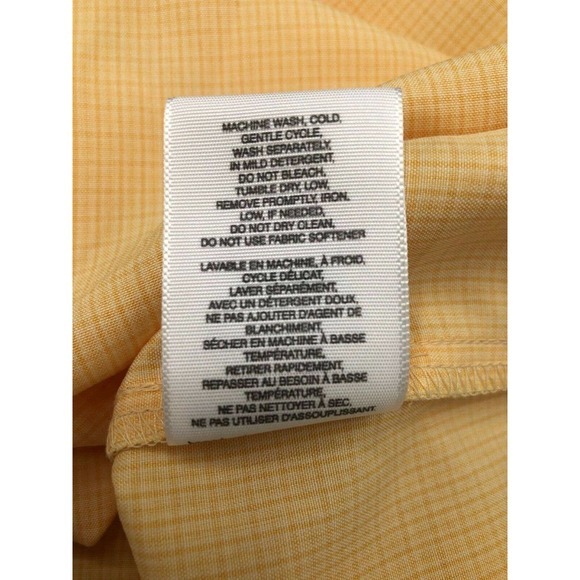 MACHINE WASH, COLD,
GENTLE CYCLE,
WASH SEPARATELY,
IN MILD DETERGENT,
DO NOT BLEACH,
TUMBLE DRY, LOW,
REMOVE PROMPTLY, IRON,
LOW, IF NEEDED,
DO NOT DRY CLEAN,
DO NOT USE FABRIC SOFTENER
LAVABLE EN MACHINE, À FROID,
CYCLE DÉLICAT,
LAVER SÉPARÉMENT,
AVEC UN DÉTERGENT DOUX,
NE PAS AJOUTER D'AGENT DE
BLANCHIMENT,
SÉCHER EN MACHINE À BASSE
TEMPÉRATURE,
RETIRER RAPIDEMENT,
REPASSER AU BESOIN À BASSE
TEMPÉRATURE,
NE PAS NETTOYER À SEC.
NE PAS UTILISER D'ASSOUPLISSANT.